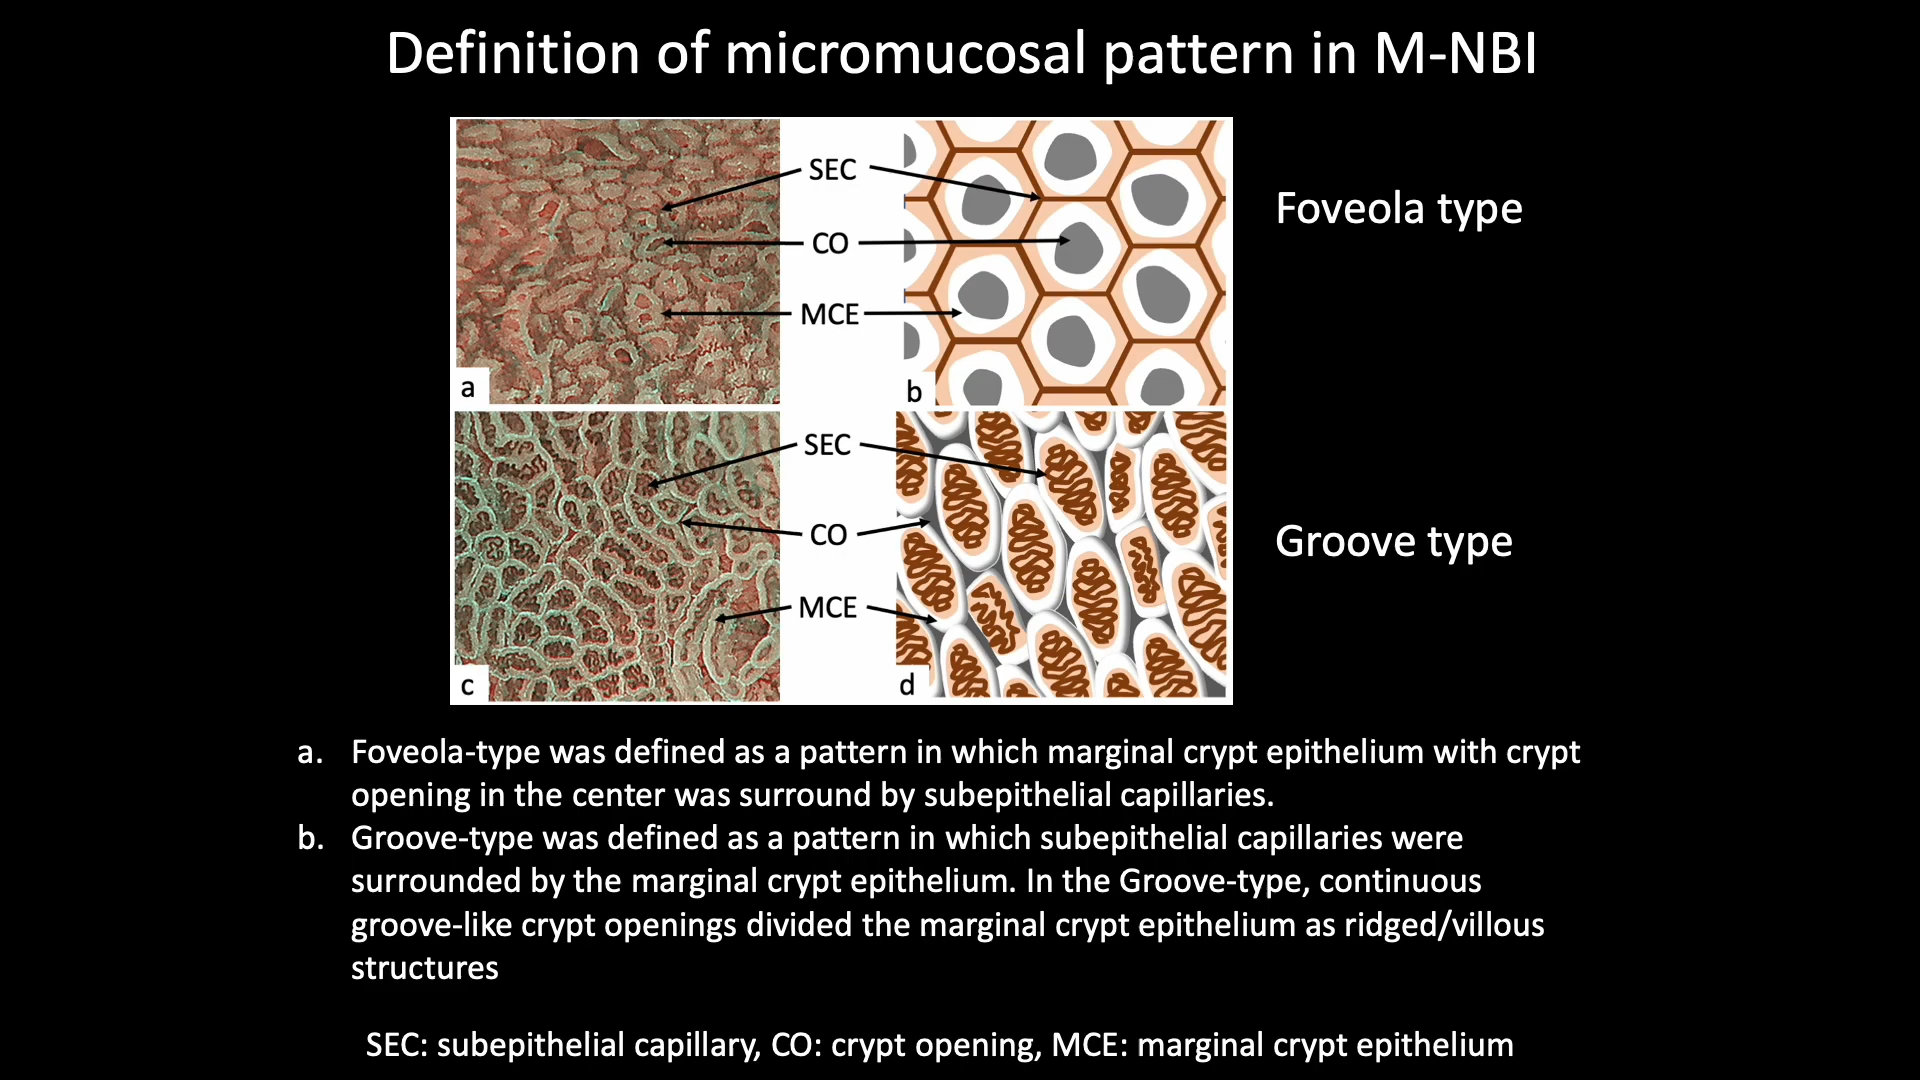 Definition of micromucosal pattern in M-NBI
SEC
CO
MCE
a
b
Foveola type
SEC
CO
MCE
c
d
Groove type
a. Foveola-type was defined as a pattern in which marginal crypt epithelium with crypt
opening in the center was surround by subepithelial capillaries.
b. Groove-type was defined as a pattern in which subepithelial capillaries were
surrounded by the marginal crypt epithelium. In the Groove-type, continuous
groove-like crypt openings divided the marginal crypt epithelium as ridged/villous
structures
SEC: subepithelial capillary, CO: crypt opening, MCE: marginal crypt epithelium